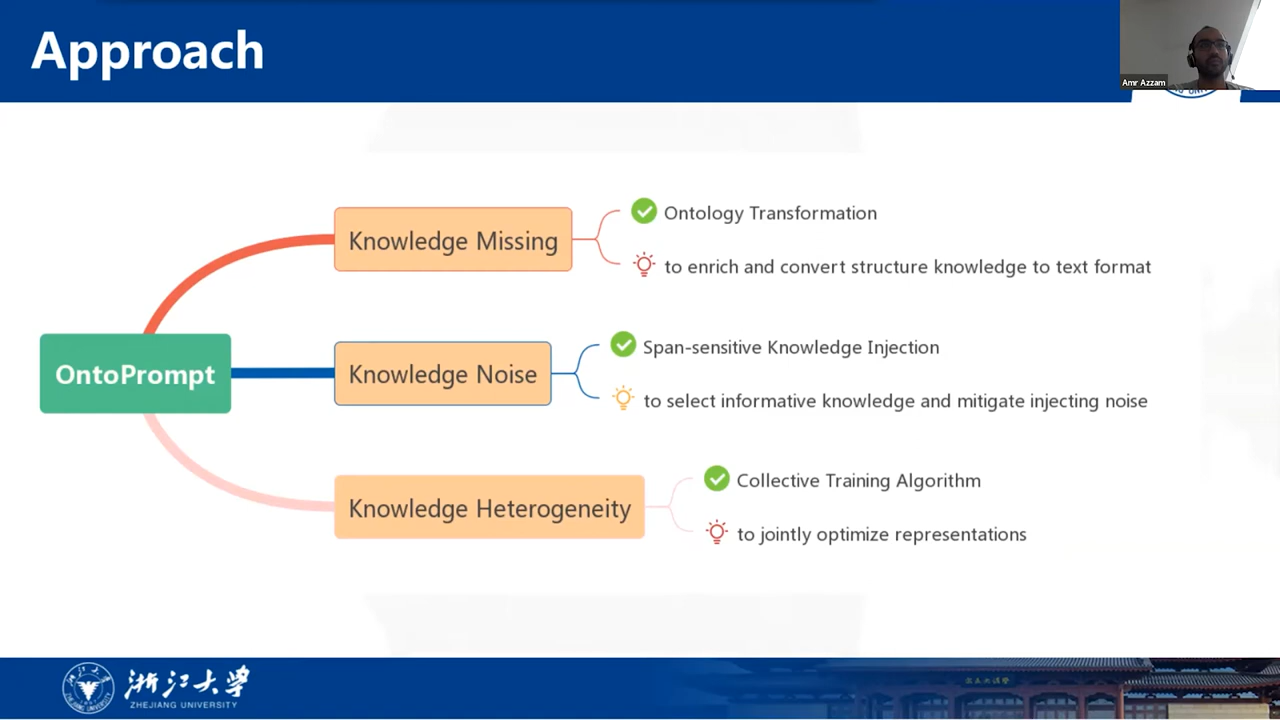 Approach
Amr Azzam
Knowledge Missing
Ontology Transformation
to enrich and convert structure knowledge to text format
OntoPrompt
Knowledge Noise
Span-sensitive Knowledge Injection
to select informative knowledge and mitigate injecting noise
Knowledge Heterogeneity
Collective Training Algorithm
to jointly optimize representations
浙江大学
ZHEJIANG UNIVERSITY